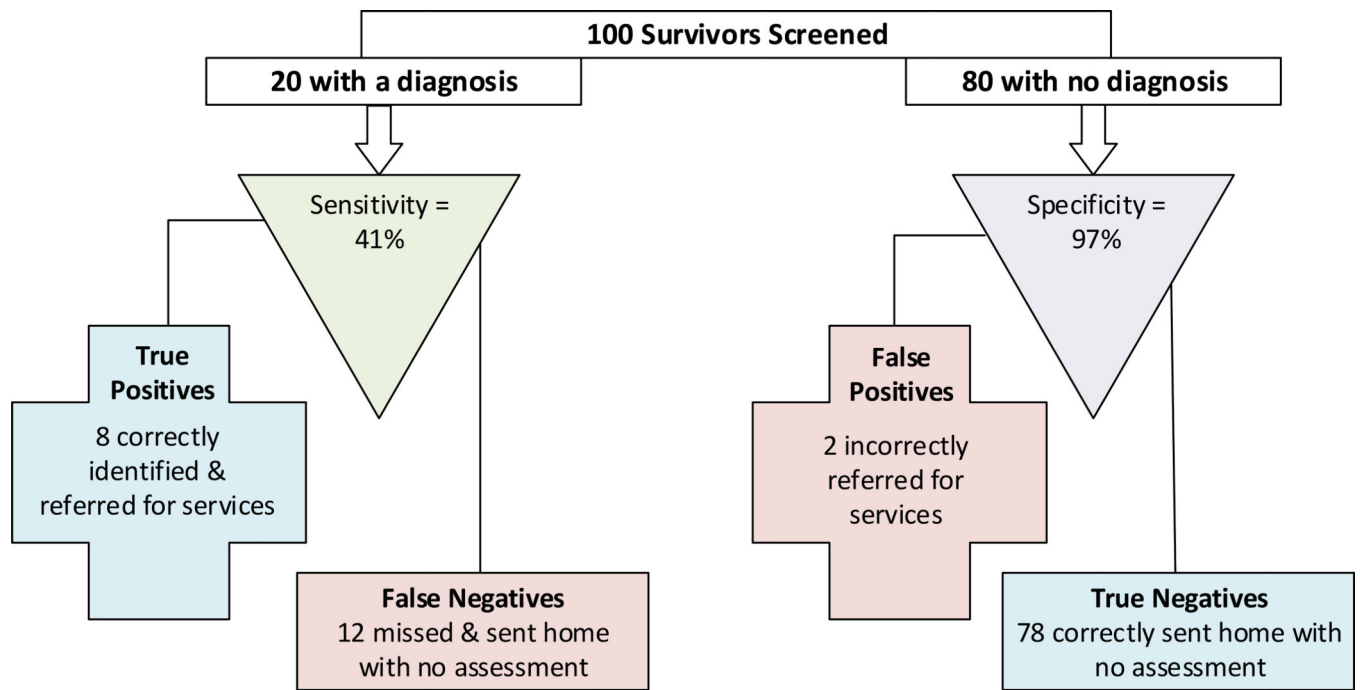 100 Survivors Screened
20 with a diagnosis
80 with no diagnosis
Sensitivity =
41%
Specificity =
97%
True
Positives
8 correctly
identified &
referred for services
False
Positives
2 incorrectly
referred for
services
False Negatives
12 missed & sent home
with no assessment
True Negatives
78 correctly sent home with
no assessment